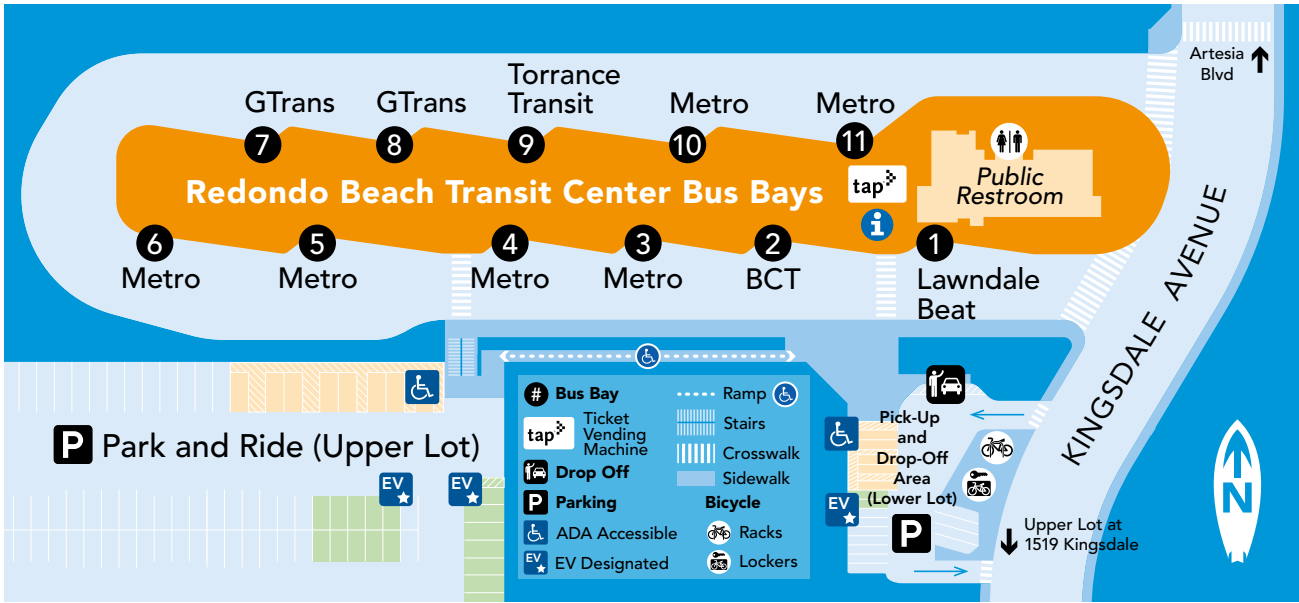 Artesia
Blvd
GTrans
GTrans
Torrance
Transit
Metro
Metro
7
8
9
10
11
Redondo Beach Transit Center Bus Bays
tap
i
Public
Restroom
6
5
4
3
2
1
Metro
Metro
Metro
Metro
BCT
Lawndale
Beat
KINGSDALE AVENUE
P Park and Ride (Upper Lot)
EV
EV
# Bus Bay
tap
Ticket
Vending
Machine
Drop Off
P Parking
ADA Accessible
EV EV Designated
Ramp
Stairs
Crosswalk
Sidewalk
Bicycle
Racks
Lockers
Pick-Up
and
Drop-Off
Area
(Lower Lot)
EV
P
Upper Lot at
1519 Kingsdale
N